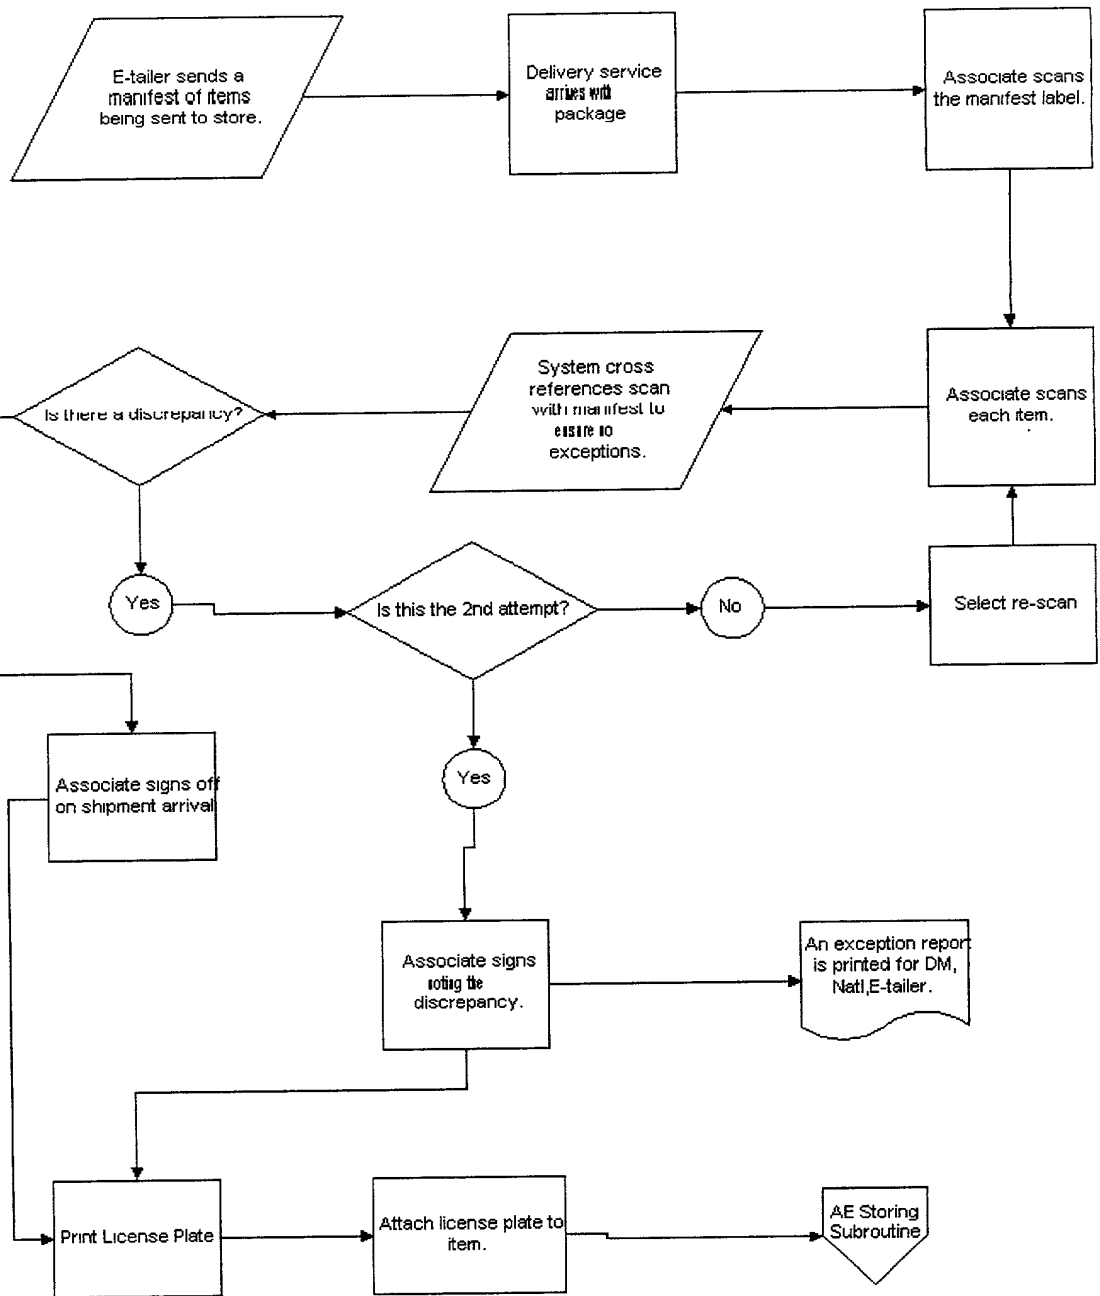 E-tailer sends a
manifest of items
being sent to store.
Delivery service
arrives with
package
Associate scans
the manifest label.
Is there a discrepancy?
System cross
references scan
with manifest to
ensure no
exceptions.
Associate scans
each item.
Yes
Is this the 2nd attempt?
No
Select re-scan
Associate signs off
on shipment arrival
Yes
Associate signs
noting the
discrepancy.
An exception report
is printed for DM,
Natl,E-tailer.
Print License Plate
Attach license plate to
item.
AE Storing
Subroutine